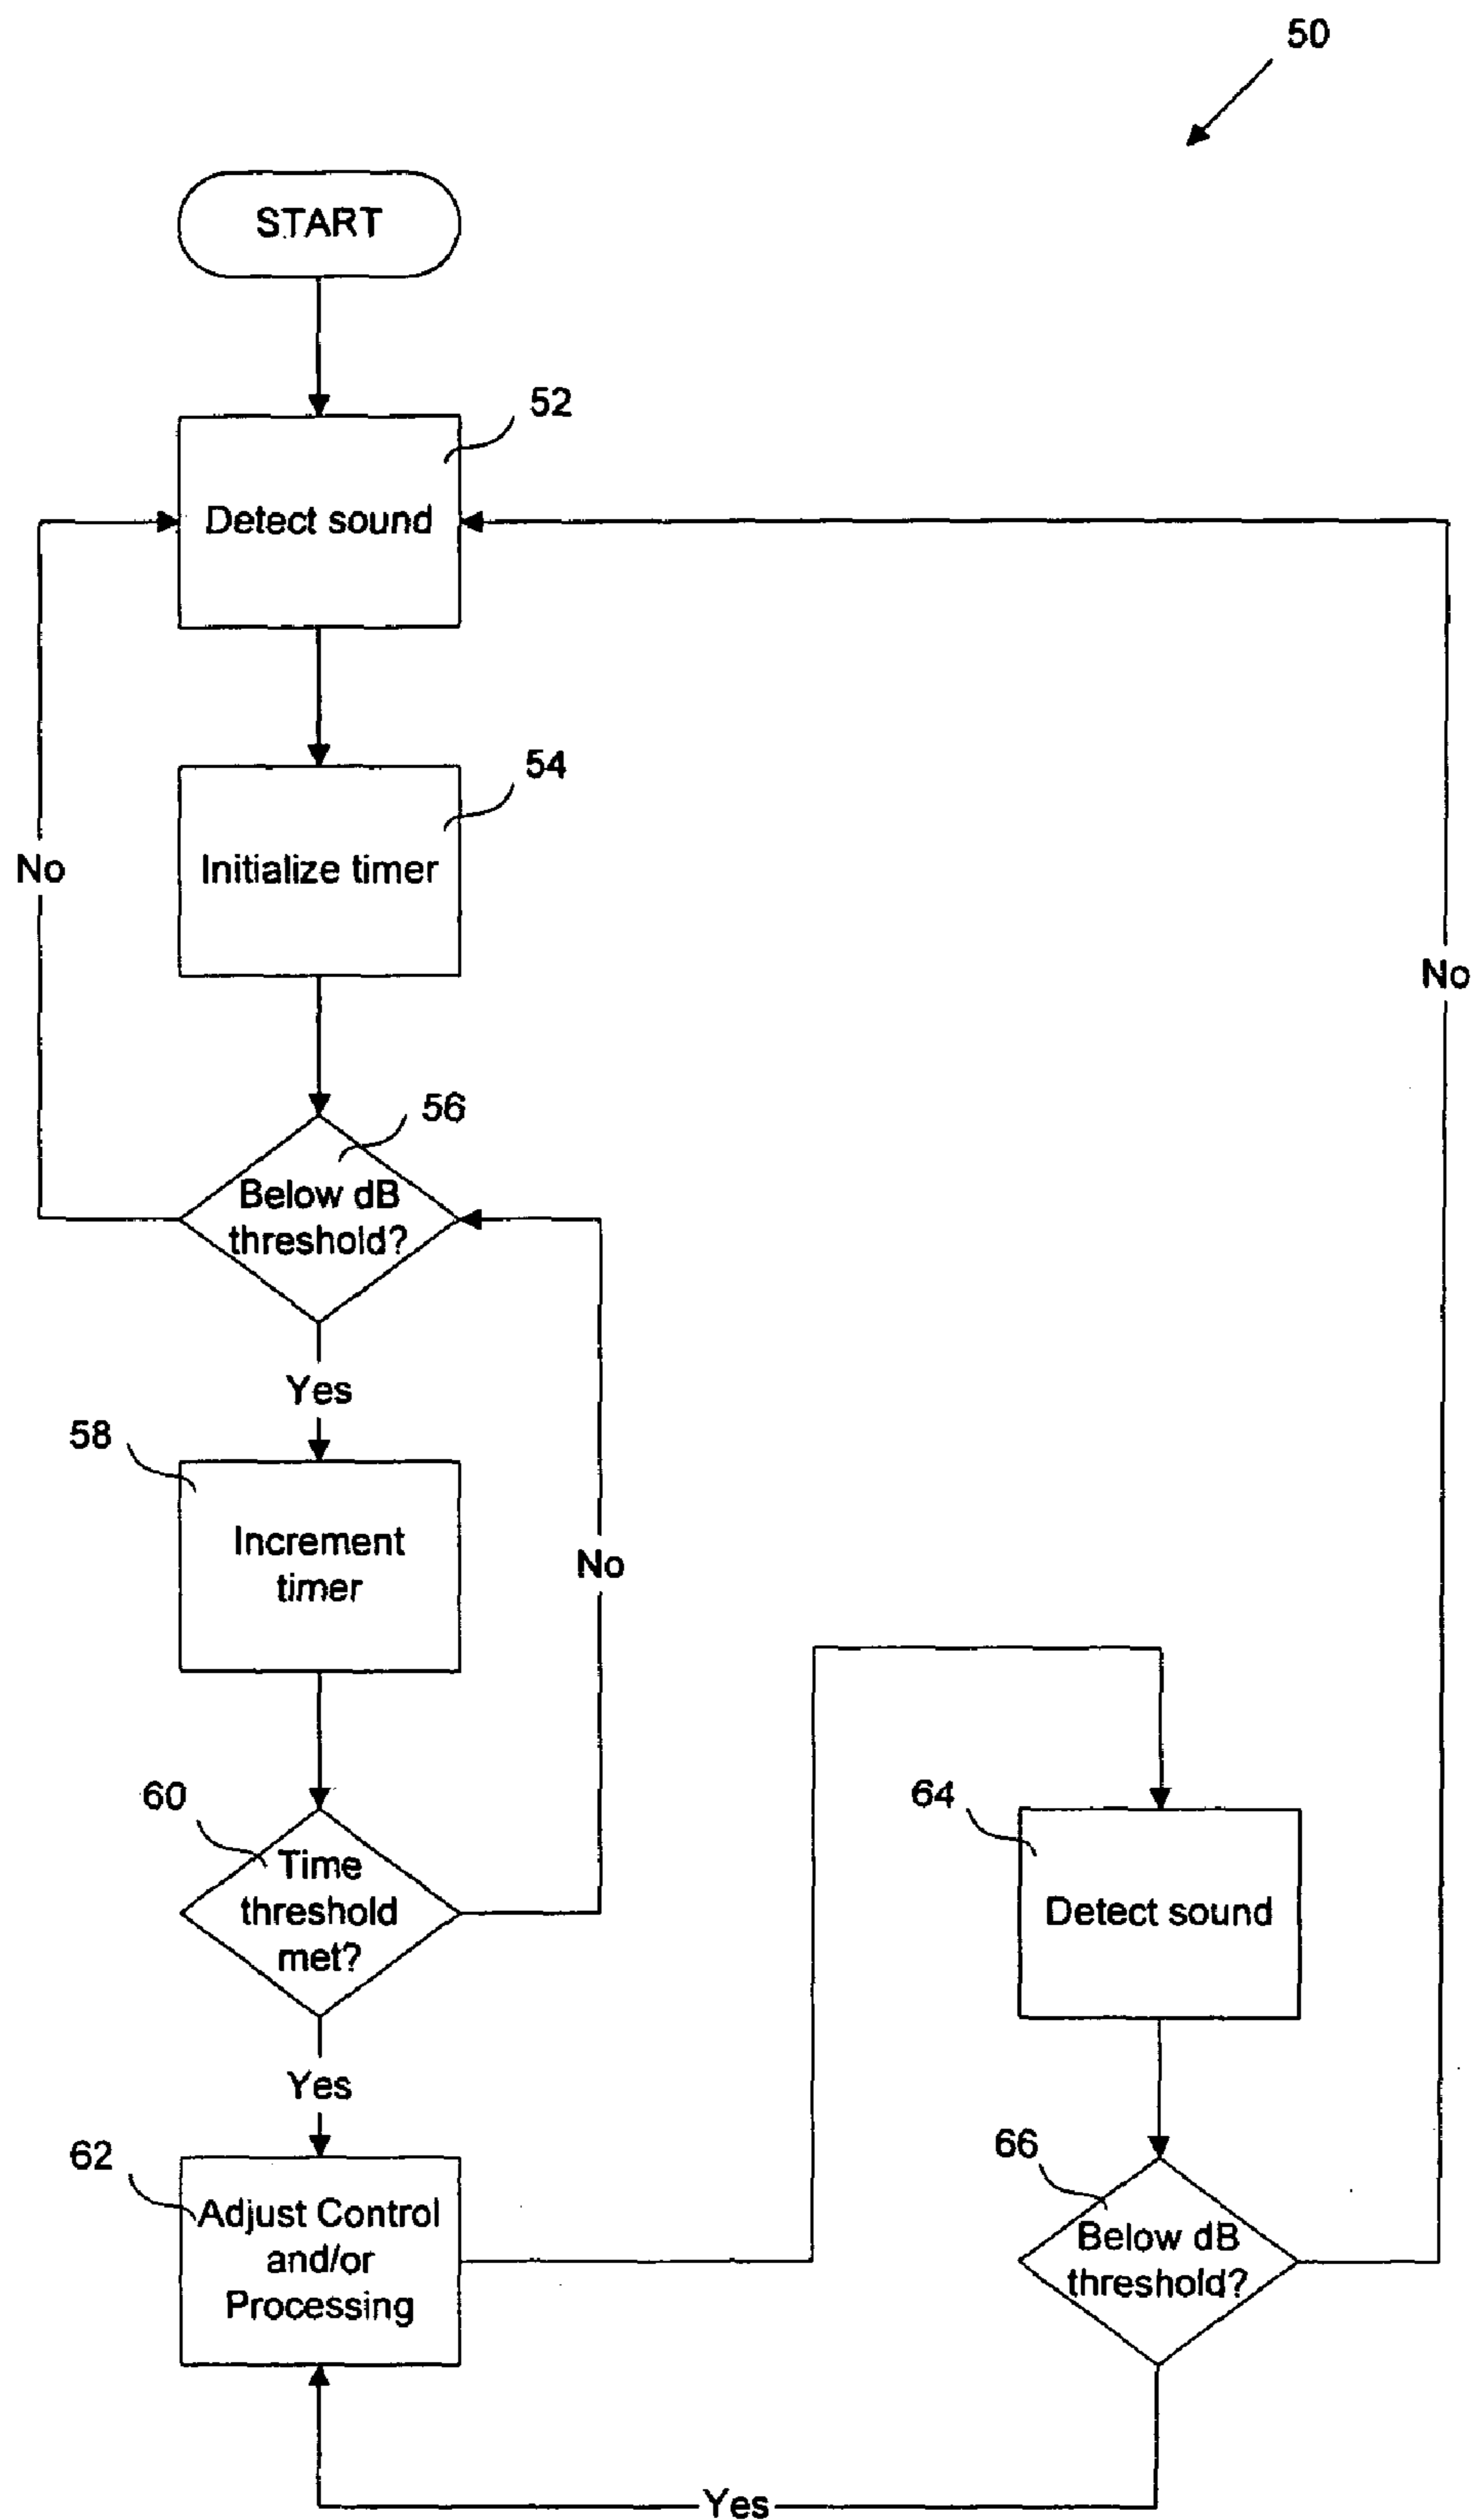 50
START
52
Detect sound
54
Initialize timer
No
No
56
Below dB
threshold?
Yes
58
Increment
timer
No
60
Time
threshold
met?
64
Detect sound
Yes
62
Adjust Control
and/or
Processing
66
Below dB
threshold?
Yes